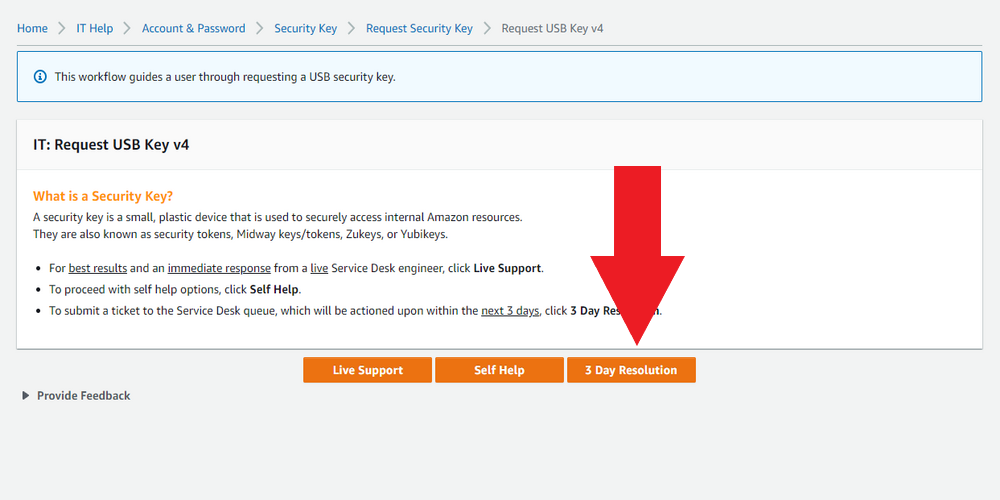 Home IT Help Account & Password Security Key Request Security Key Request USB Key v4
This workflow guides a user through requesting a USB security key.
IT: Request USB Key v4
What is a Security Key?
A security key is a small, plastic device that is used to securely access internal Amazon resources.
They are also known as security tokens, Midway keys/tokens, Zukeys, or Yubikeys.
For best results and an immediate response from a live Service Desk engineer, click Live Support.
To proceed with self help options, click Self Help.
To submit a ticket to the Service Desk queue, which will be actioned upon within the next 3 days, click 3 Day
Live Support Self Help 3 Day Resolution
Provide Feedback